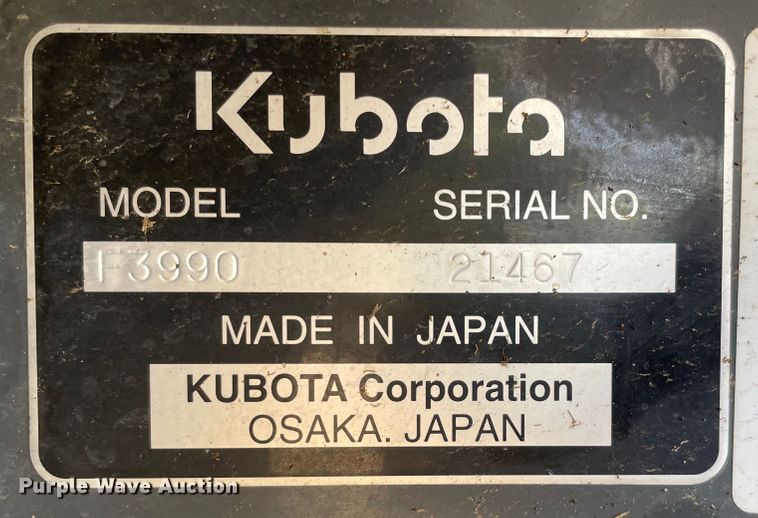 Kubota
MODEL SERIAL NO.
F3990 21467
MADE IN JAPAN
KUBOTA Corporation
OSAKA. JAPAN
Purple Wave Auction